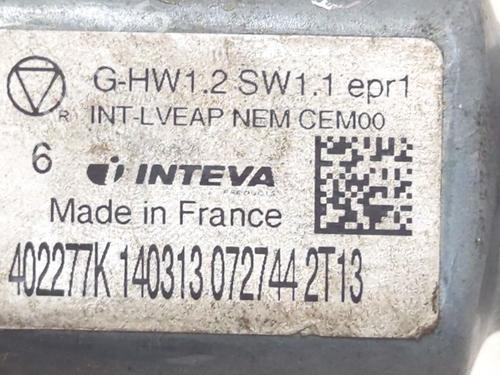 G-HW1.2 SW1.1 epr1
R INT-LVEAP NEM CEM00
6 INTEVA
Made in France
402277K 140313 072744 2T13